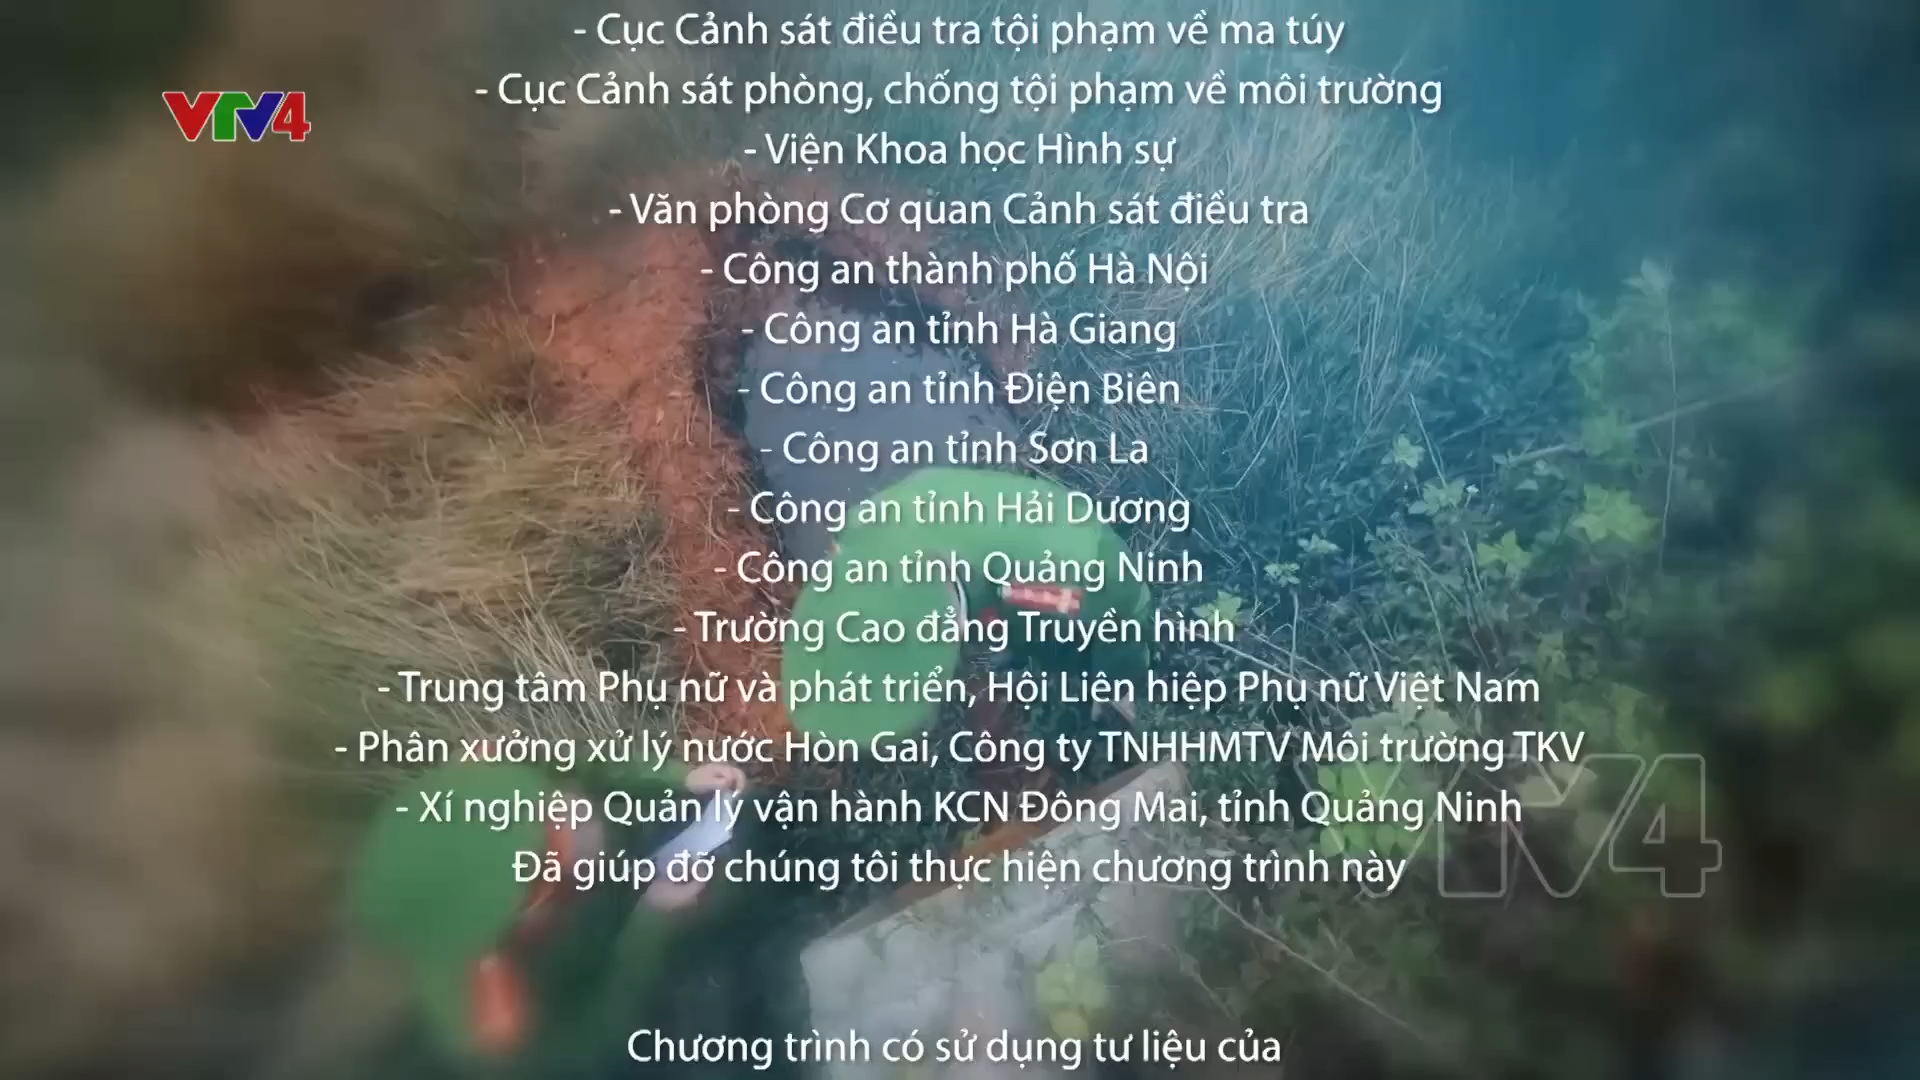 - Cục Cảnh sát điều tra tội phạm về ma túy
- Cục Cảnh sát phòng, chống tội phạm về môi trường
VTV4
- Viện Khoa học Hình sự
- Văn phòng Cơ quan Cảnh sát điều tra
- Công an thành phố Hà Nội
- Công an tỉnh Hà Giang
- Công an tỉnh Điện Biên
- Công an tỉnh Sơn La
- Công an tỉnh Hải Dương
- Công an tỉnh Quảng Ninh
- Trường Cao đẳng Truyền hình
- Trung tâm Phụ nữ và phát triển, Hội Liên hiệp Phụ nữ Việt Nam
- Phân xưởng xử lý nước Hòn Gai, Công ty TNHHMTV Môi trường TKV
- Xí nghiệp Quản lý vận hành KCN Đông Mai, tỉnh Quảng Ninh
VTV4
Đã giúp đỡ chúng tôi thực hiện chương trình này
Chương trình có sử dụng tư liệu của